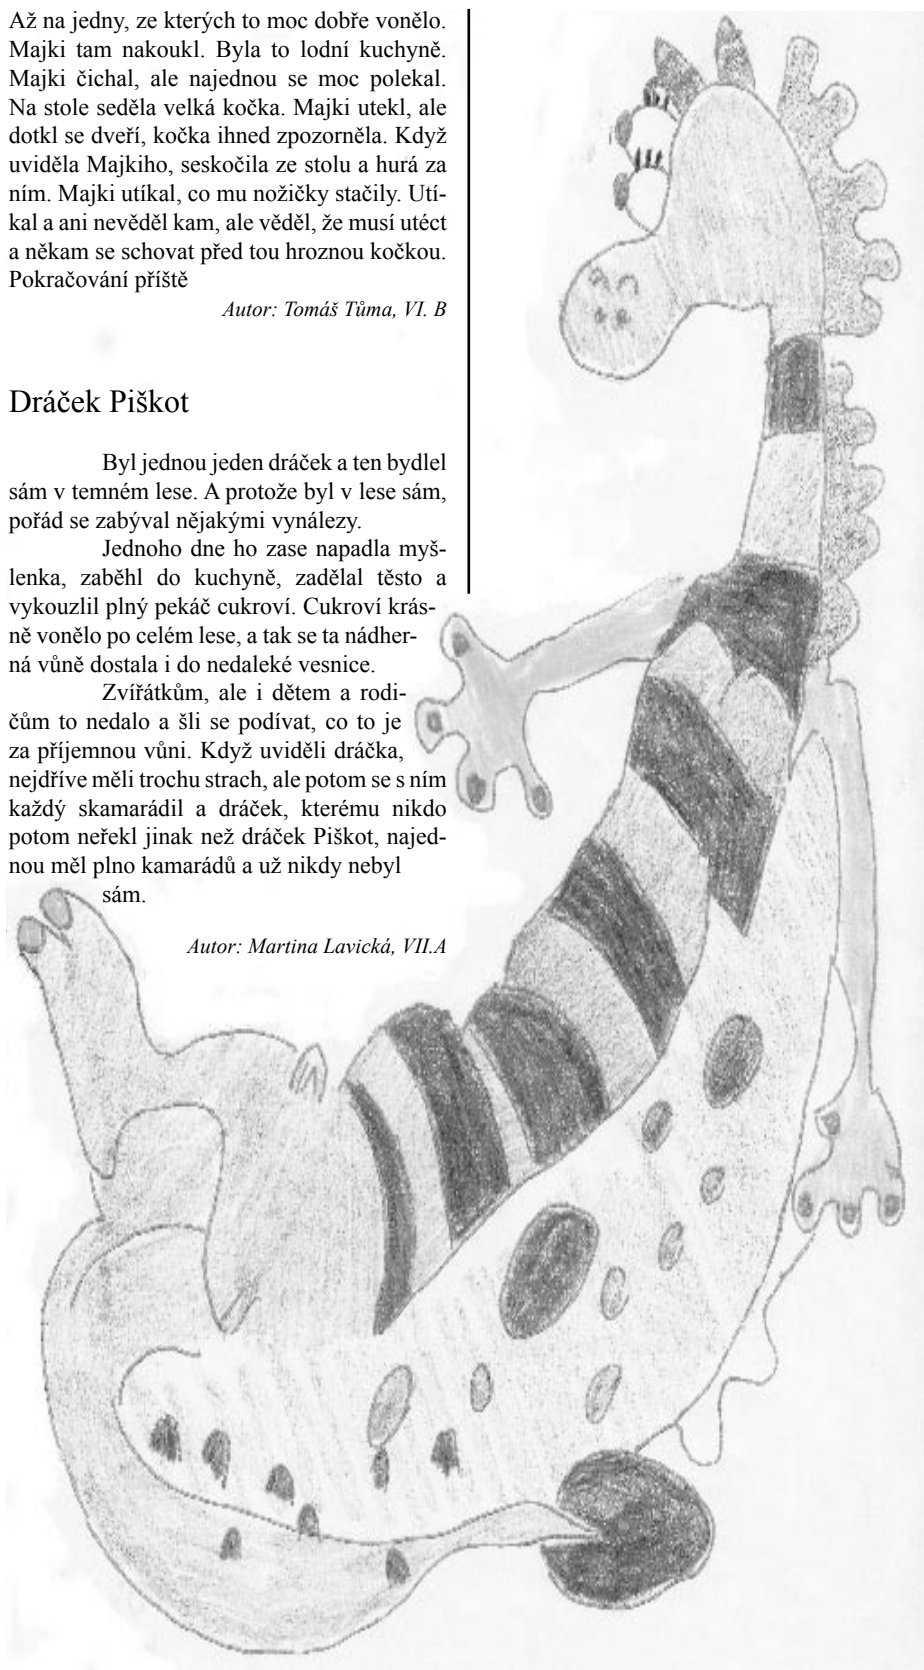 Až na jedny, ze kterých to moc dobře vonělo.
Majki tam nakoukl. Byla to lodní kuchyně.
Majki čichal, ale najednou se moc polekal.
Na stole seděla velká kočka. Majki utekl, ale
dotkl se dveří, kočka ihned zpozorněla. Když
uviděla Majkiho, seskočila ze stolu a hurá za
ním. Majki utíkal, co mu nožičky stačily. Utí-
kal a ani nevěděl kam, ale věděl, že musí utéct
a někam se schovat před tou hroznou kočkou.
Pokračování příště
Autor: Tomáš Tůma, VI. B
Dráček Piškot
Byl jednou jeden dráček a ten bydlel
sám v temném lese. A protože byl v lese sám,
pořád se zabýval nějakými vynálezy.
Jednoho dne ho zase napadla myš-
lenka, zaběhl do kuchyně, zadělal těsto a
vykouzlil plný pekáč cukroví. Cukroví krás-
ně vonělo po celém lese, a tak se ta nádher-
ná vůně dostala i do nedaleké vesnice.
Zvířátkům, ale i dětem a rodi-
čům to nedalo a šli se podívat, co to je
za příjemnou vůni. Když uviděli dráčka,
nejdříve měli trochu strach, ale potom se s ním
každý skamarádil a dráček, kterému nikdo
potom neřekl jinak než dráček Piškot, najed-
nou měl plno kamarádů a už nikdy nebyl
sám.
Autor: Martina Lavická, VII.A